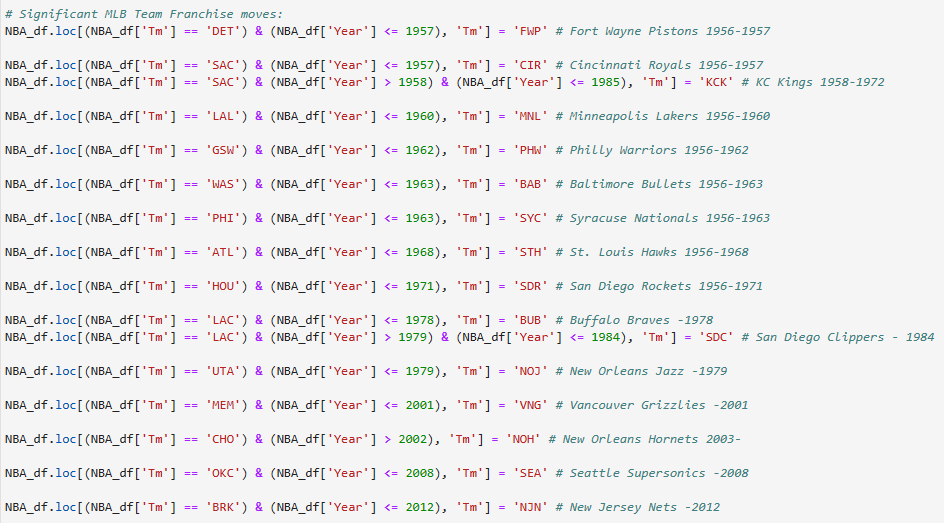 # Significant MLB Team Franchise moves:
NBA_df.loc[(NBA_df['Tm'] == 'DET') & (NBA_df['Year'] <= 1957), 'Tm'] = 'FWP' # Fort Wayne Pistons 1956-1957
NBA_df.loc[(NBA_df['Tm'] == 'SAC') & (NBA_df['Year'] <= 1957), 'Tm'] = 'CIR' # Cincinnati Royals 1956-1957
NBA_df.loc[(NBA_df['Tm'] == 'SAC') & (NBA_df['Year'] > 1958) & (NBA_df['Year'] <= 1985), 'Tm'] = 'KCK' # KC Kings 1958-1972
NBA_df.loc[(NBA_df['Tm'] == 'LAL') & (NBA_df['Year'] <= 1960), 'Tm'] = 'MNL' # Minneapolis Lakers 1956-1960
NBA_df.loc[(NBA_df['Tm'] == 'GSW') & (NBA_df['Year'] <= 1962), 'Tm'] = 'PHW' # Philly Warriors 1956-1962
NBA_df.loc[(NBA_df['Tm'] == 'WAS') & (NBA_df['Year'] <= 1963), 'Tm'] = 'BAB' # Baltimore Bullets 1956-1963
NBA_df.loc[(NBA_df['Tm'] == 'PHI') & (NBA_df['Year'] <= 1963), 'Tm'] = 'SYC' # Syracuse Nationals 1956-1963
NBA_df.loc[(NBA_df['Tm'] == 'ATL') & (NBA_df['Year'] <= 1968), 'Tm'] = 'STH' # St. Louis Hawks 1956-1968
NBA_df.loc[(NBA_df['Tm'] == 'HOU') & (NBA_df['Year'] <= 1971), 'Tm'] = 'SDR' # San Diego Rockets 1956-1971
NBA_df.loc[(NBA_df['Tm'] == 'LAC') & (NBA_df['Year'] <= 1978), 'Tm'] = 'BUB' # Buffalo Braves -1978
NBA_df.loc[(NBA_df['Tm'] == 'LAC') & (NBA_df['Year'] > 1979) & (NBA_df['Year'] <= 1984), 'Tm'] = 'SDC' # San Diego Clippers - 1984
NBA_df.loc[(NBA_df['Tm'] == 'UTA') & (NBA_df['Year'] <= 1979), 'Tm'] = 'NOJ' # New Orleans Jazz -1979
NBA_df.loc[(NBA_df['Tm'] == 'MEM') & (NBA_df['Year'] <= 2001), 'Tm'] = 'VNG' # Vancouver Grizzlies -2001
NBA_df.loc[(NBA_df['Tm'] == 'CHO') & (NBA_df['Year'] > 2002), 'Tm'] = 'NOH' # New Orleans Hornets 2003-
NBA_df.loc[(NBA_df['Tm'] == 'OKC') & (NBA_df['Year'] <= 2008), 'Tm'] = 'SEA' # Seattle Supersonics -2008
NBA_df.loc[(NBA_df['Tm'] == 'BRK') & (NBA_df['Year'] <= 2012), 'Tm'] = 'NJN' # New Jersey Nets -2012